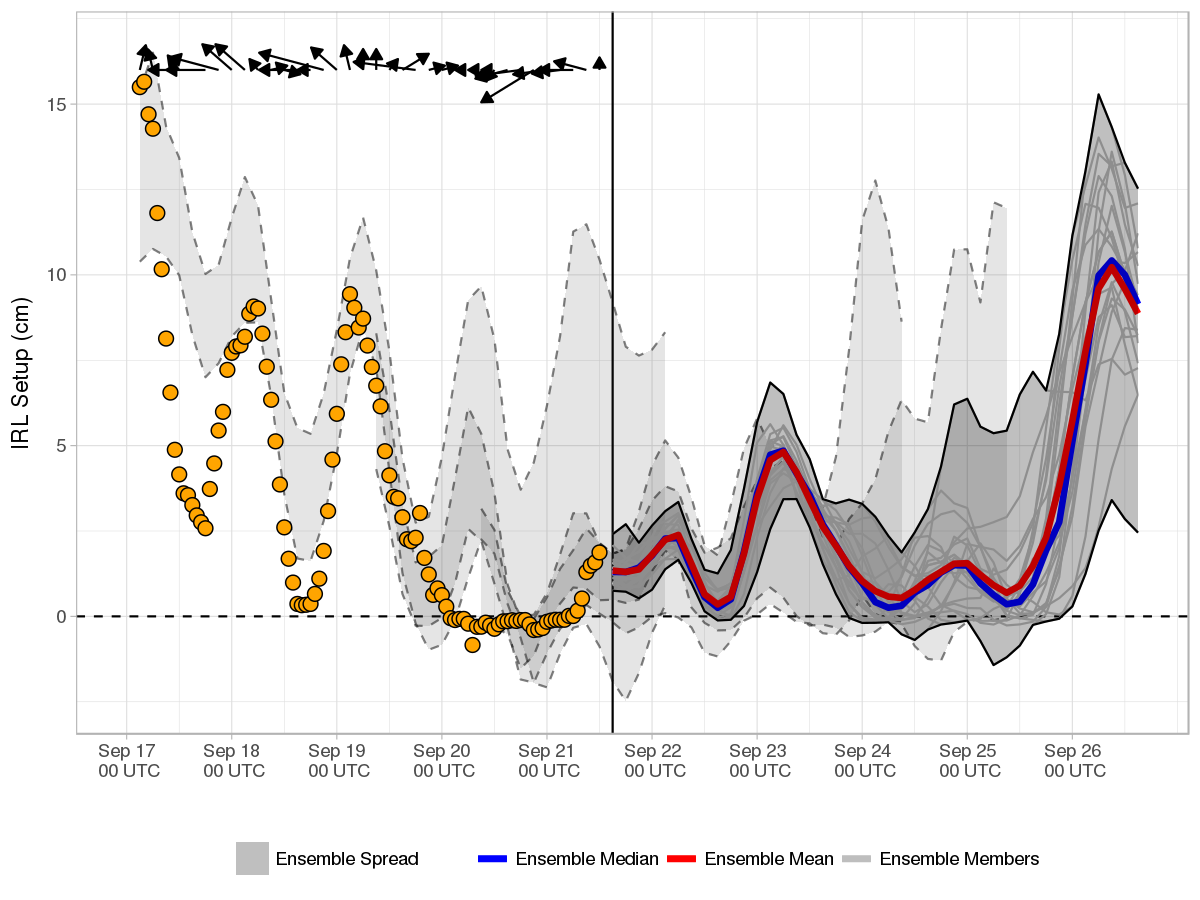 IRL Setup (cm)
15
10
5
0
Sep 17 Sep 18 Sep 19 Sep 20 Sep 21 Sep 22 Sep 23 Sep 24 Sep 25 Sep 26
00 UTC 00 UTC 00 UTC 00 UTC 00 UTC 00 UTC 00 UTC 00 UTC 00 UTC 00 UTC
Ensemble Spread Ensemble Median Ensemble Mean Ensemble Members